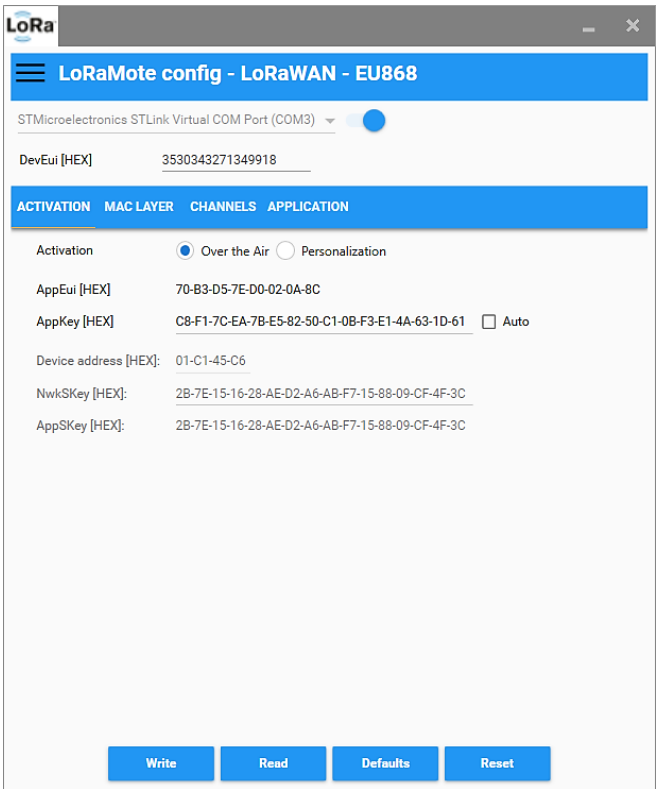 LoRa
LoRaMote config - LoRaWAN - EU868
STMicroelectronics STLink Virtual COM Port (COM3)
DevEui [HEX] 3530343271349918
ACTIVATION MAC LAYER CHANNELS APPLICATION
Activation Over the Air Personalization
AppEui [HEX] 70-B3-D5-7E-D0-02-0A-8C
AppKey [HEX] C8-F1-7C-EA-7B-E5-82-50-C1-0B-F3-E1-4A-63-1D-61 Auto
Device address [HEX]: 01-C1-45-C6
NwkSKey [HEX]: 2B-7E-15-16-28-AE-D2-A6-AB-F7-15-88-09-CF-4F-3C
AppSKey [HEX]: 2B-7E-15-16-28-AE-D2-A6-AB-F7-15-88-09-CF-4F-3C
Write Read Defaults Reset